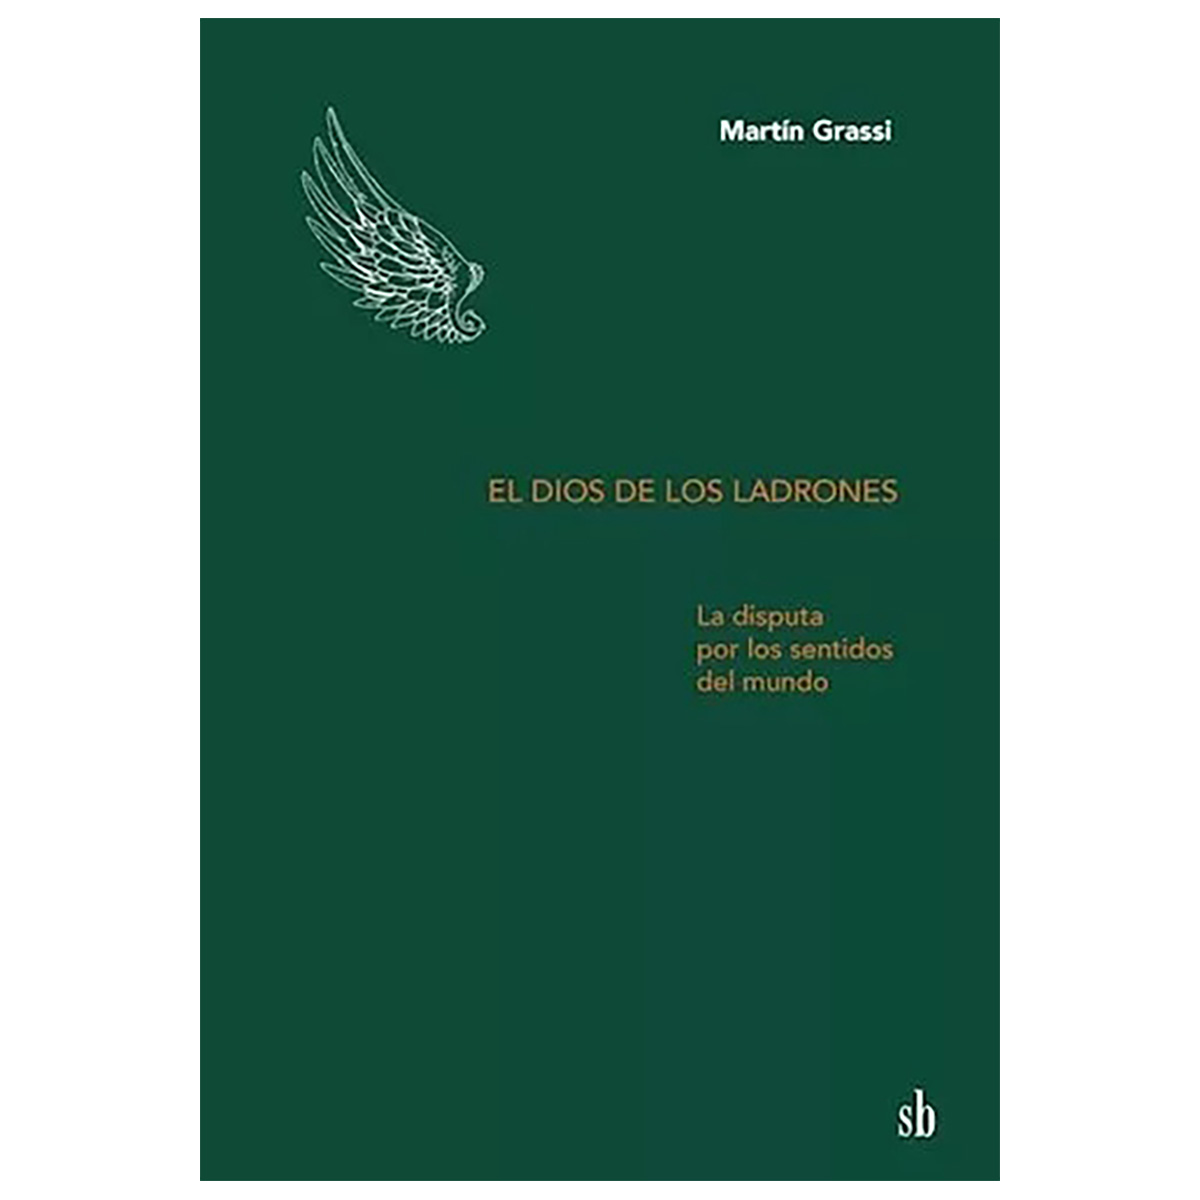 Martín Grassi
EL DIOS DE LOS LADRONES
La disputa
por los sentidos
del mundo
sb